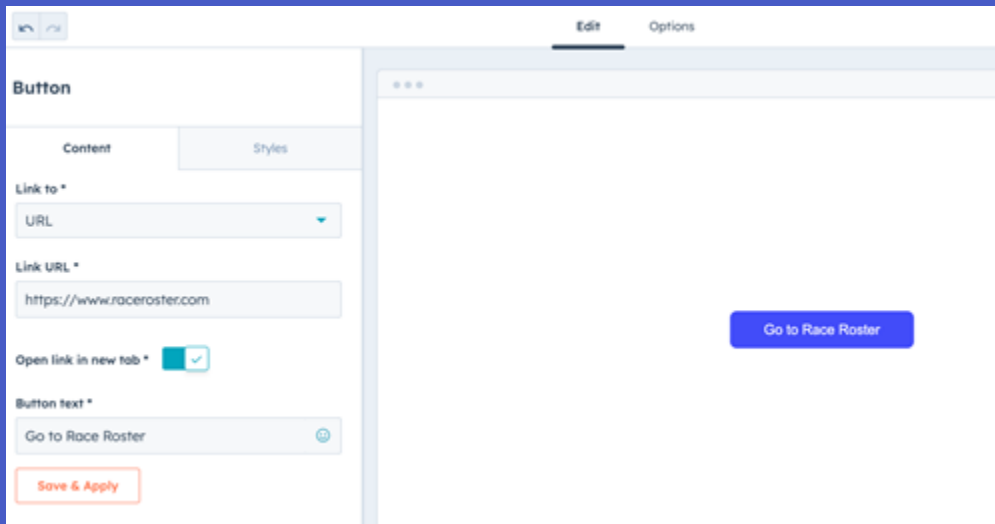 Edit Options
Button
Content Styles
Link to *
URL
Link URL *
https://www.raceroster.com
Open link in new tab *
Button text *
Go to Race Roster
Save & Apply
Go to Race Roster